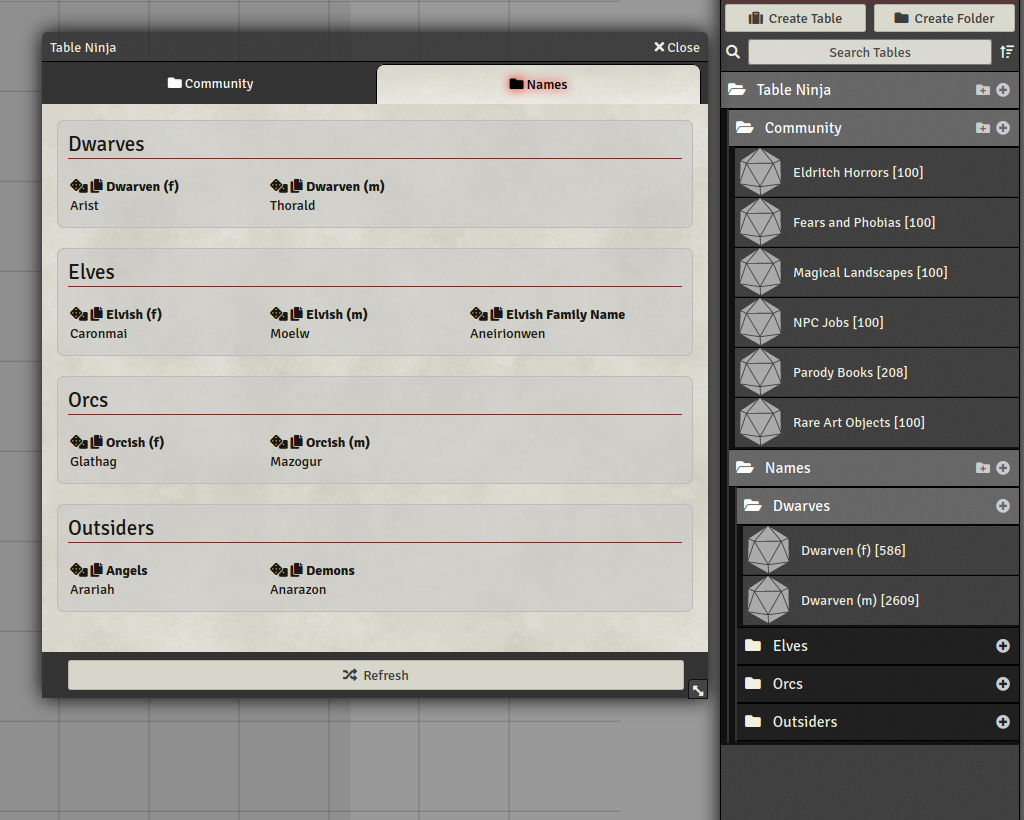 Table Ninja
Close
Community
Names
Dwarves
Dwarven (f)
Arist
Dwarven (m)
Thorald
Elves
Elvish (f)
Caronmai
Elvish (m)
Moelw
Elvish Family Name
Aneirionwen
Orcs
Orcish (f)
Glathag
Orcish (m)
Mazogur
Outsiders
Angels
Arariah
Demons
Anarazon
Refresh
Create Table
Create Folder
Search Tables
Table Ninja
Community
Eldritch Horrors [100]
Fears and Phobias [100]
Magical Landscapes [100]
NPC Jobs [100]
Parody Books [208]
Rare Art Objects [100]
Names
Dwarves
Dwarven (f) [586]
Dwarven (m) [2609]
Elves
Orcs
Outsiders